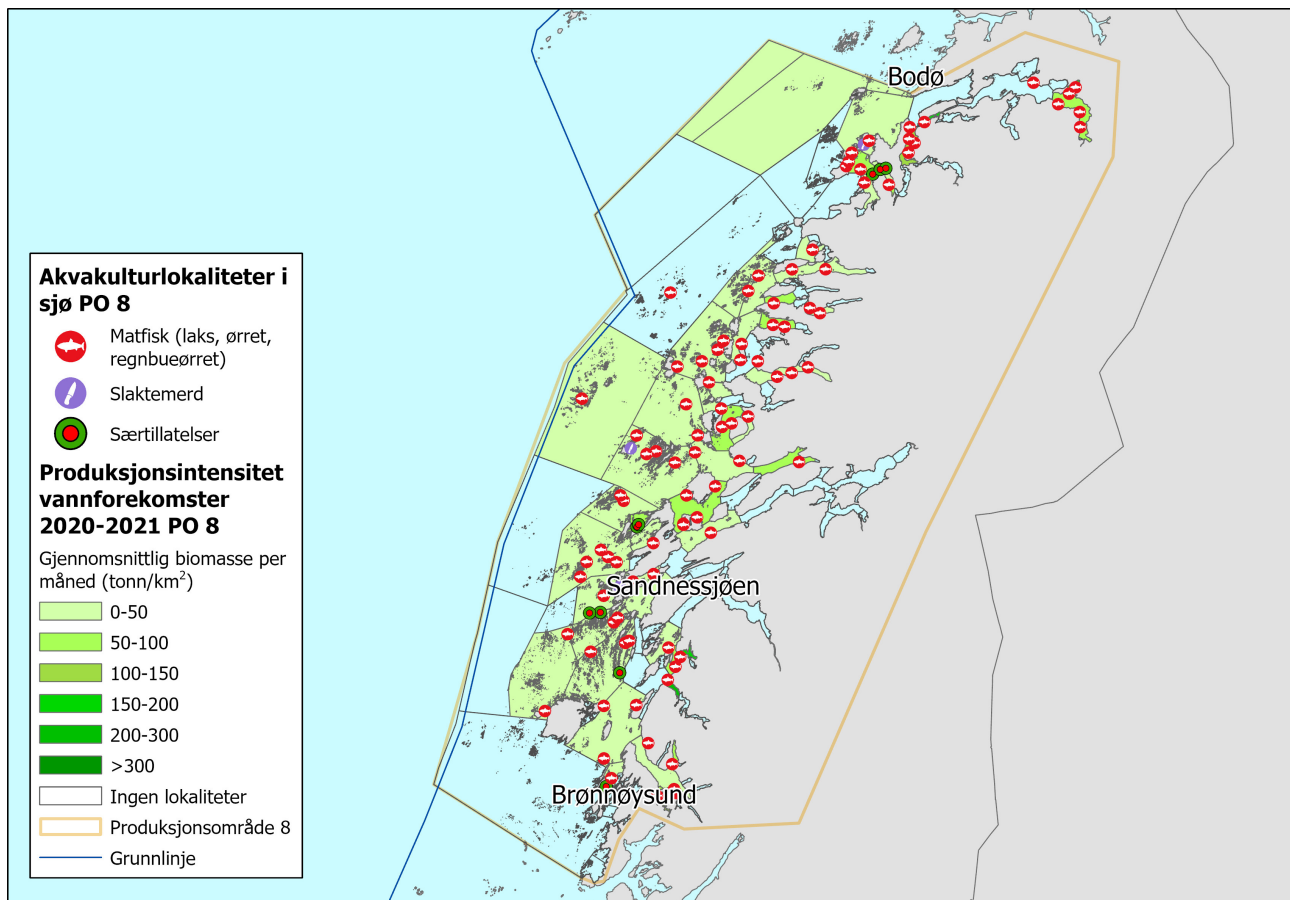 Bodø
Akvakulturlokaliteter i
sjø PO 8
Matfisk (laks, ørret,
regnbueørret)
Slaktemerd
Særtillatelser
Produksjonsintensitet
vannforekomster
2020-2021 PO 8
Gjennomsnittlig biomasse per
måned (tonn/km²)
0-50
50-100
100-150
150-200
200-300
>300
Ingen lokaliteter
Produksjonsområde 8
Grunnlinje
Sandnessjøen
Brønnøysund